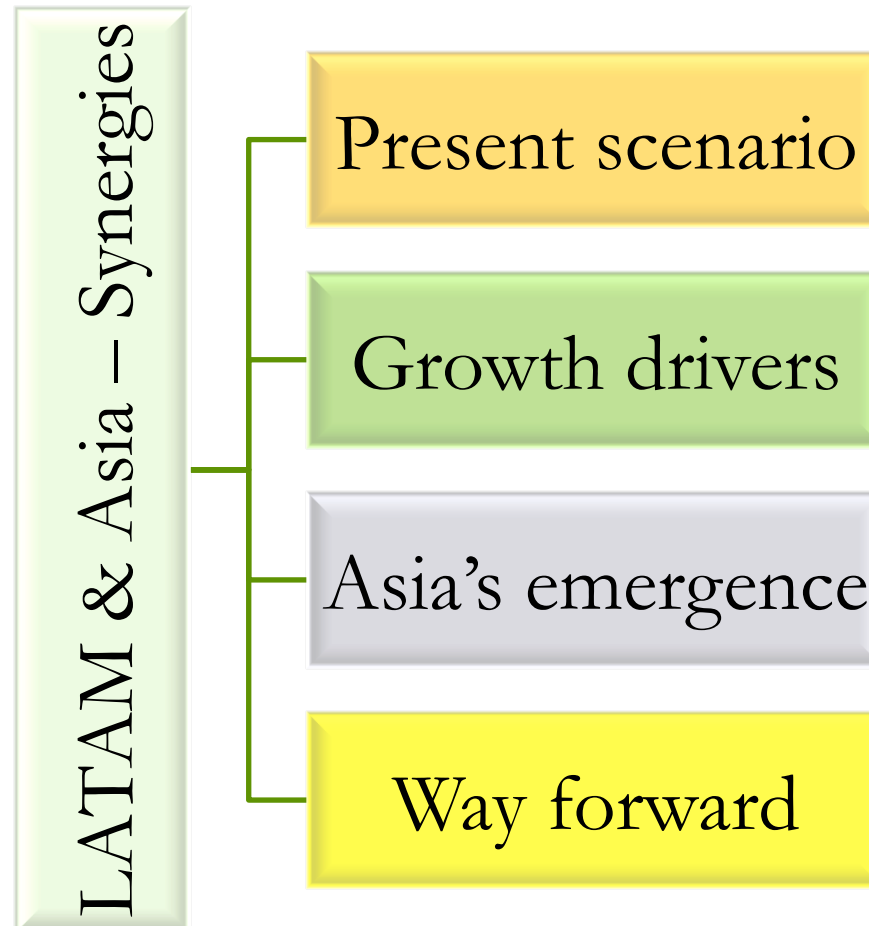 LATAM & Asia – Synergies
Present scenario
Growth drivers
Asia’s emergence
Way forward